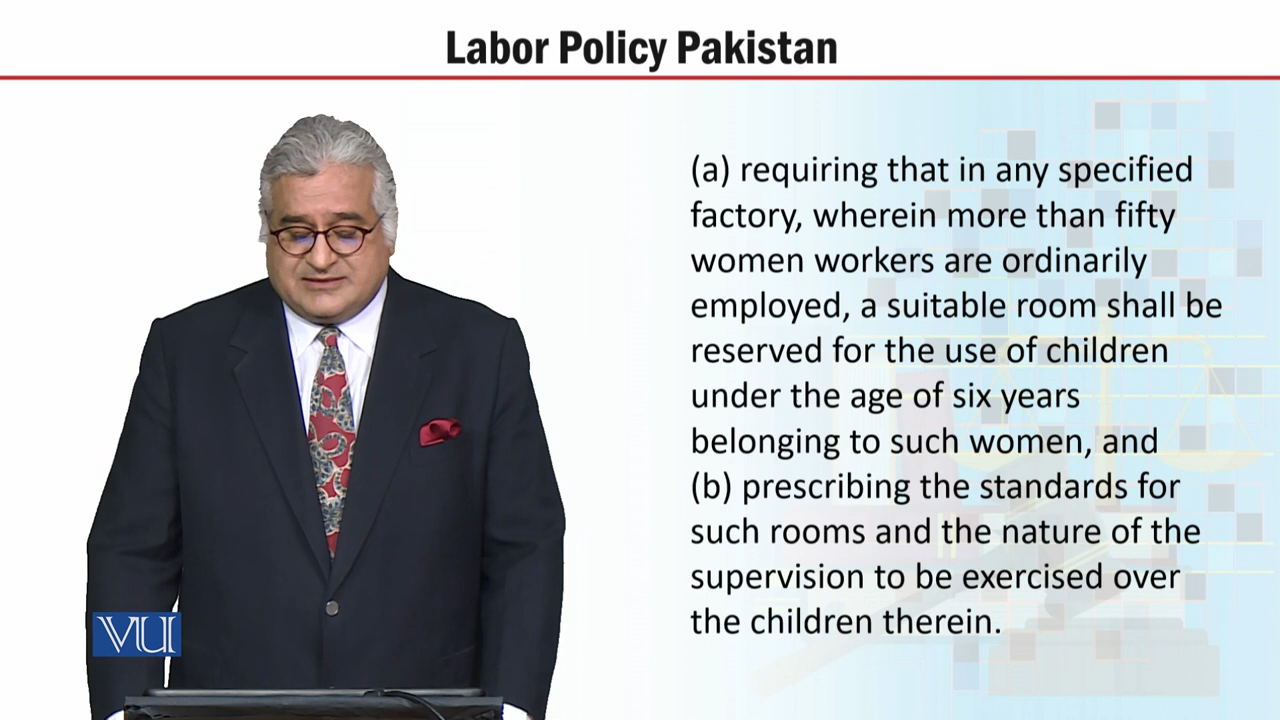 Labor Policy Pakistan
(a) requiring that in any specified
factory, wherein more than fifty
women workers are ordinarily
employed, a suitable room shall be
reserved for the use of children
under the age of six years
belonging to such women, and
(b) prescribing the standards for
such rooms and the nature of the
supervision to be exercised over
the children therein.
VU